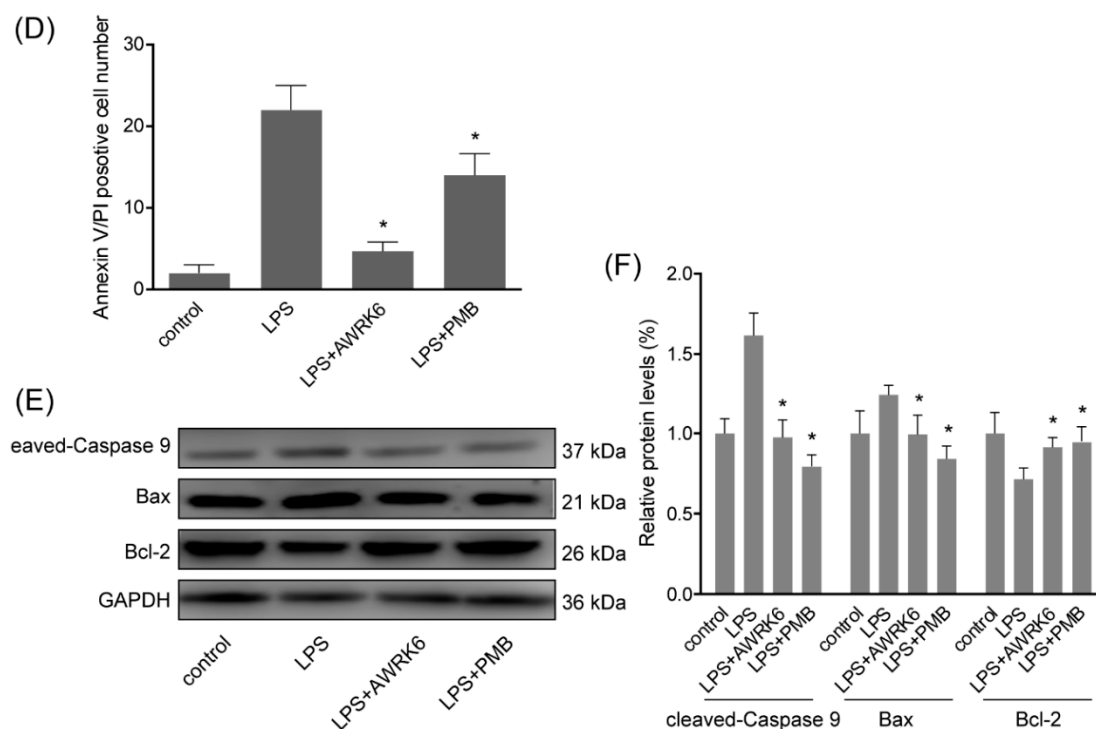 (D)
Annexin V/PI posotive cell number
30
20
10
0
*
*
control
LPS
LPS+AWRK6
LPS+PMB
(E)
eaved-Caspase 9
37 kDa
Bax
21 kDa
Bcl-2
26 kDa
GAPDH
36 kDa
control
LPS
LPS+AWRK6
LPS+PMB
(F)
Relative protein levels (%)
2.0
1.5
1.0
0.5
0.0
*
*
*
*
*
*
control
LPS
LPS+AWRK6
LPS+PMB
control
LPS
LPS+AWRK6
LPS+PMB
control
LPS
LPS+AWRK6
LPS+PMB
cleaved-Caspase 9
Bax
Bcl-2